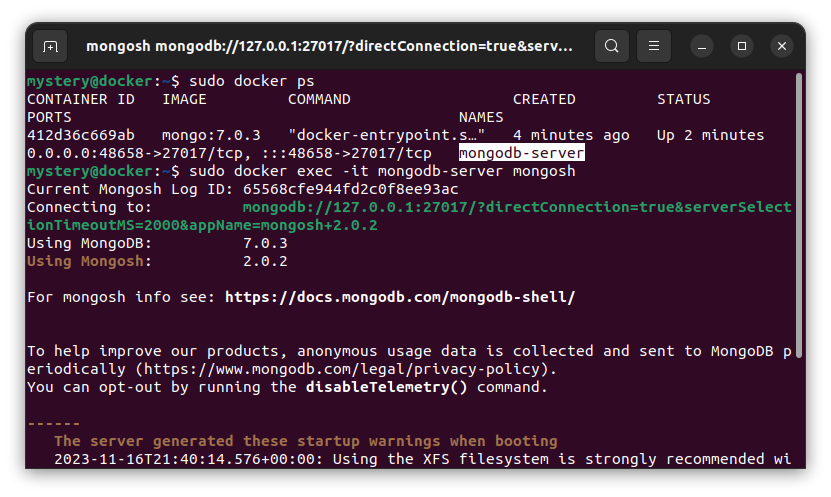 mongosh mongodb://127.0.0.1:27017/?directConnection=true&serv...
mystery@docker:~$ sudo docker ps
CONTAINER ID   IMAGE         COMMAND                  CREATED         STATUS
PORTS                                           NAMES
412d36c669ab   mongo:7.0.3   "docker-entrypoint.s…"   4 minutes ago   Up 2 minutes
0.0.0.0:48658->27017/tcp, :::48658->27017/tcp   mongodb-server
mystery@docker:~$ sudo docker exec -it mongodb-server mongosh
Current Mongosh Log ID: 65568cfe944fd2c0f8ee93ac
Connecting to:          mongodb://127.0.0.1:27017/?directConnection=true&serverSelect
ionTimeoutMS=2000&appName=mongosh+2.0.2
Using MongoDB:          7.0.3
Using Mongosh:          2.0.2
For mongosh info see: https://docs.mongodb.com/mongodb-shell/
To help improve our products, anonymous usage data is collected and sent to MongoDB p
eriodically (https://www.mongodb.com/legal/privacy-policy).
You can opt-out by running the disableTelemetry() command.
------
   The server generated these startup warnings when booting
   2023-11-16T21:40:14.576+00:00: Using the XFS filesystem is strongly recommended wi